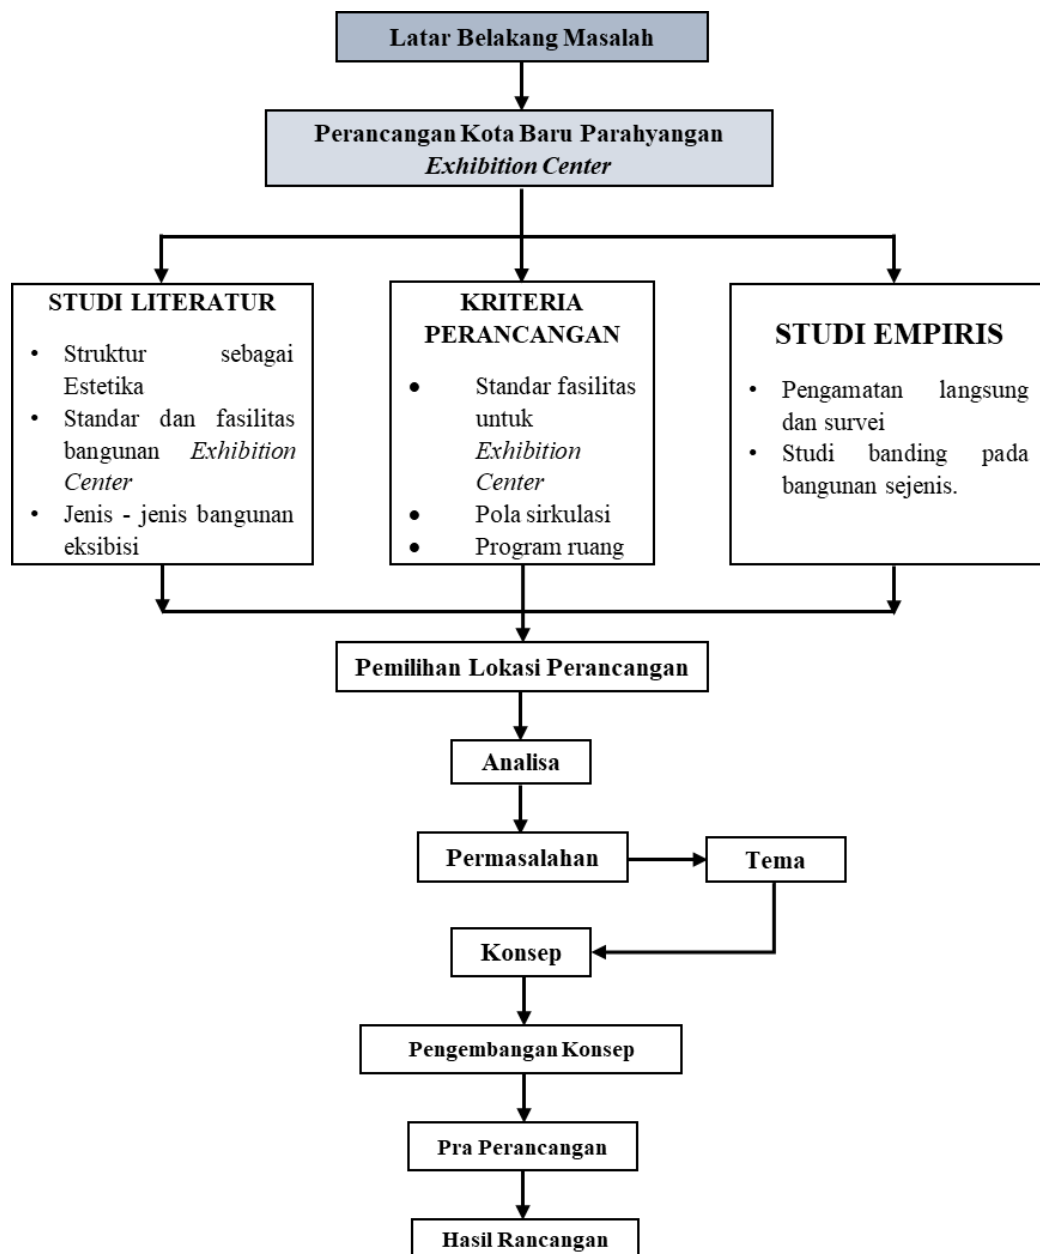 Latar Belakang Masalah
Perancangan Kota Baru Parahyangan
Exhibition Center
STUDI LITERATUR
• Struktur sebagai
Estetika
• Standar dan fasilitas
bangunan Exhibition
Center
• Jenis - jenis bangunan
eksibisi
KRITERIA
PERANCANGAN
• Standar fasilitas
untuk
Exhibition
Center
• Pola sirkulasi
• Program ruang
STUDI EMPIRIS
• Pengamatan langsung
dan survei
• Studi banding pada
bangunan sejenis.
Pemilihan Lokasi Perancangan
Analisa
Permasalahan
Tema
Konsep
Pengembangan Konsep
Pra Perancangan
Hasil Rancangan